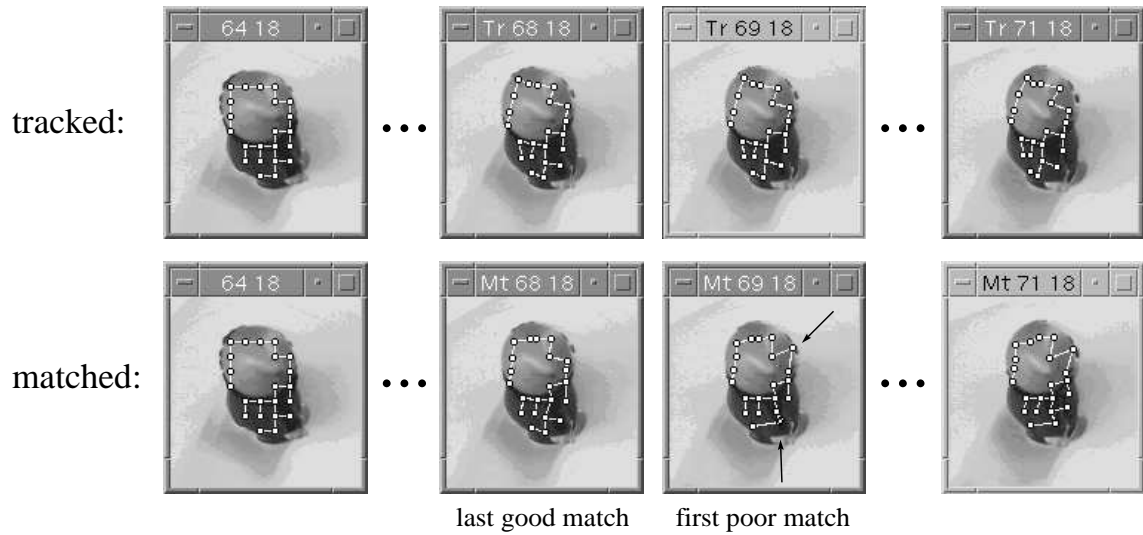 64 18
Tr 68 18
Tr 69 18
Tr 71 18
tracked:
64 18
Mt 68 18
Mt 69 18
Mt 71 18
matched:
last good match
first poor match